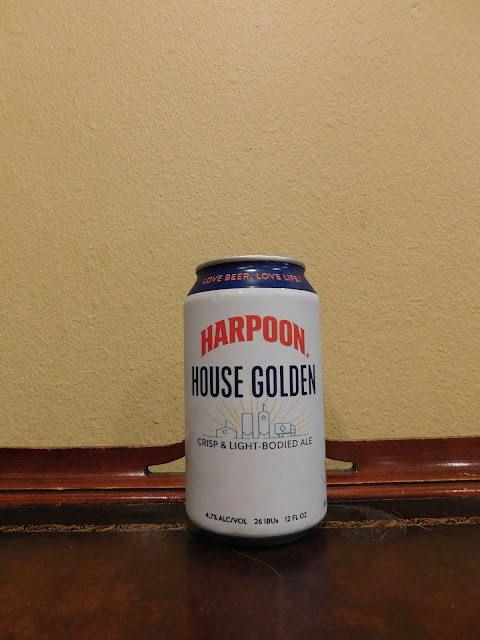 LOVE BEER. LOVE LIFE.
HARPOON®
HOUSE GOLDEN
CRISP & LIGHT-BODIED ALE
4.7% ALC/VOL 26 IBUs 12 FL OZ